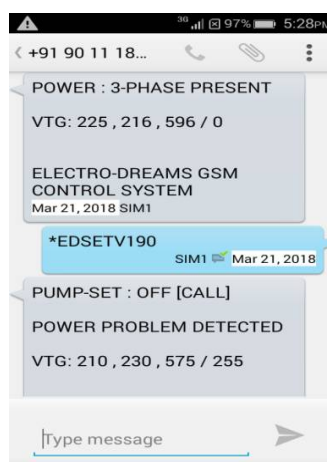 3G 97% 5:28PM
+91 90 11 18...
POWER : 3-PHASE PRESENT
VTG: 225 , 216 , 596 / 0
ELECTRO-DREAMS GSM
CONTROL SYSTEM
Mar 21, 2018 SIM1
*EDSETV190
SIM1 Mar 21, 2018
PUMP-SET : OFF [CALL]
POWER PROBLEM DETECTED
VTG: 210 , 230 , 575 / 255
Type message